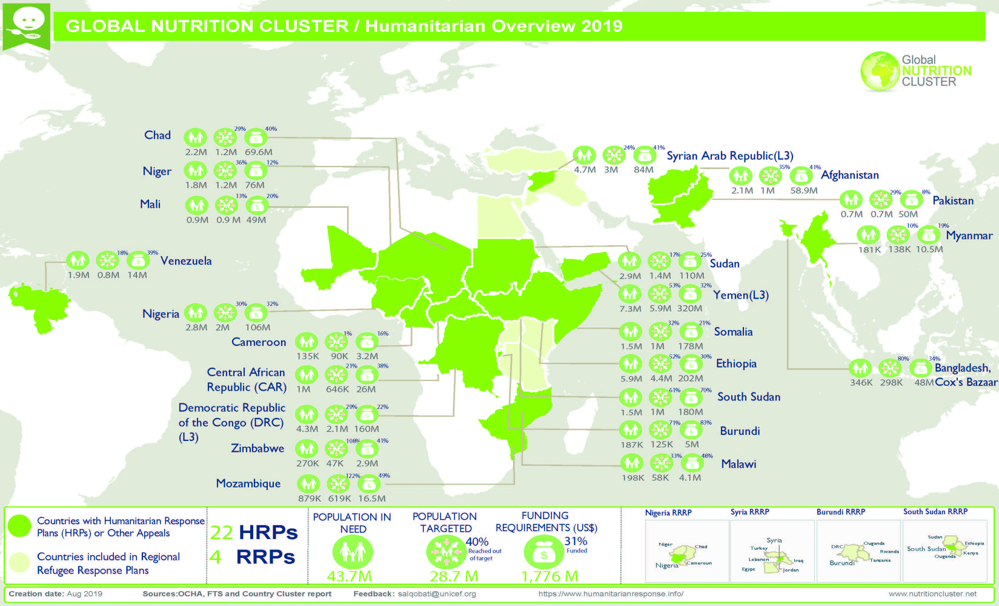 GLOBAL NUTRITION CLUSTER / Humanitarian Overview 2019
Global
NUTRITION
CLUSTER
Chad
29% 40%
2.2M 1.2M 69.6M
Niger
36% 12%
1.8M 1.2M 76M
Mali
13% 20%
0.9M 0.9 M 49M
Venezuela
18% 39%
1.9M 0.8M 14M
Nigeria
30% 32%
2.8M 2M 106M
Cameroon
1% 16%
135K 90K 3.2M
Central African
Republic (CAR)
21% 38%
1M 646K 26M
Democratic Republic
of the Congo (DRC)
(L3)
29% 22%
4.3M 2.1M 160M
Zimbabwe
108% 41%
270K 47K 2.9M
Mozambique
122% 49%
879K 619K 16.5M
24% 41%
Syrian Arab Republic(L3)
4.7M 3M 84M
35% 41%
Afghanistan
2.1M 1M 58.9M
29% 8%
Pakistan
0.7M 0.7M 50M
10% 19%
Myanmar
181K 138K 10.5M
17% 25%
Sudan
2.9M 1.4M 110M
53% 32%
Yemen(L3)
7.3M 5.9M 320M
32% 21%
Somalia
1.5M 1M 178M
52% 30%
Ethiopia
5.9M 4.4M 202M
61% 70%
South Sudan
1.5M 1M 180M
71% 83%
Burundi
187K 125K 5M
33% 48%
Malawi
198K 58K 4.1M
80% 34%
Bangladesh,
Cox's Bazaar
346K 298K 48M
Countries with Humanitarian Response
Plans (HRPs) or Other Appeals
Countries included in Regional
Refugee Response Plans
22 HRPs
4 RRPs
POPULATION IN
NEED
43.7M
POPULATION
TARGETED
40%
Reached out
of target
28.7 M
FUNDING
REQUIREMENTS (US$)
31%
Funded
1,776 M
Nigeria RRRP
Niger
Chad
Nigeria
Cameroun
Syria RRRP
Syria
Turkey
Lebanon
Iraq
Egypt
Jordan
Burundi RRRP
DRC
Ouganda
Rwanda
Tanzania
Burundi
South Sudan RRRP
Sudan
Ethiopia
South Sudan
Kenya
Ouganda
Creation date: Aug 2019
Sources:OCHA, FTS and Country Cluster report
Feedback: salqobati@unicef.org
https://www.humanitarianresponse.info/
www.nutritioncluster.net